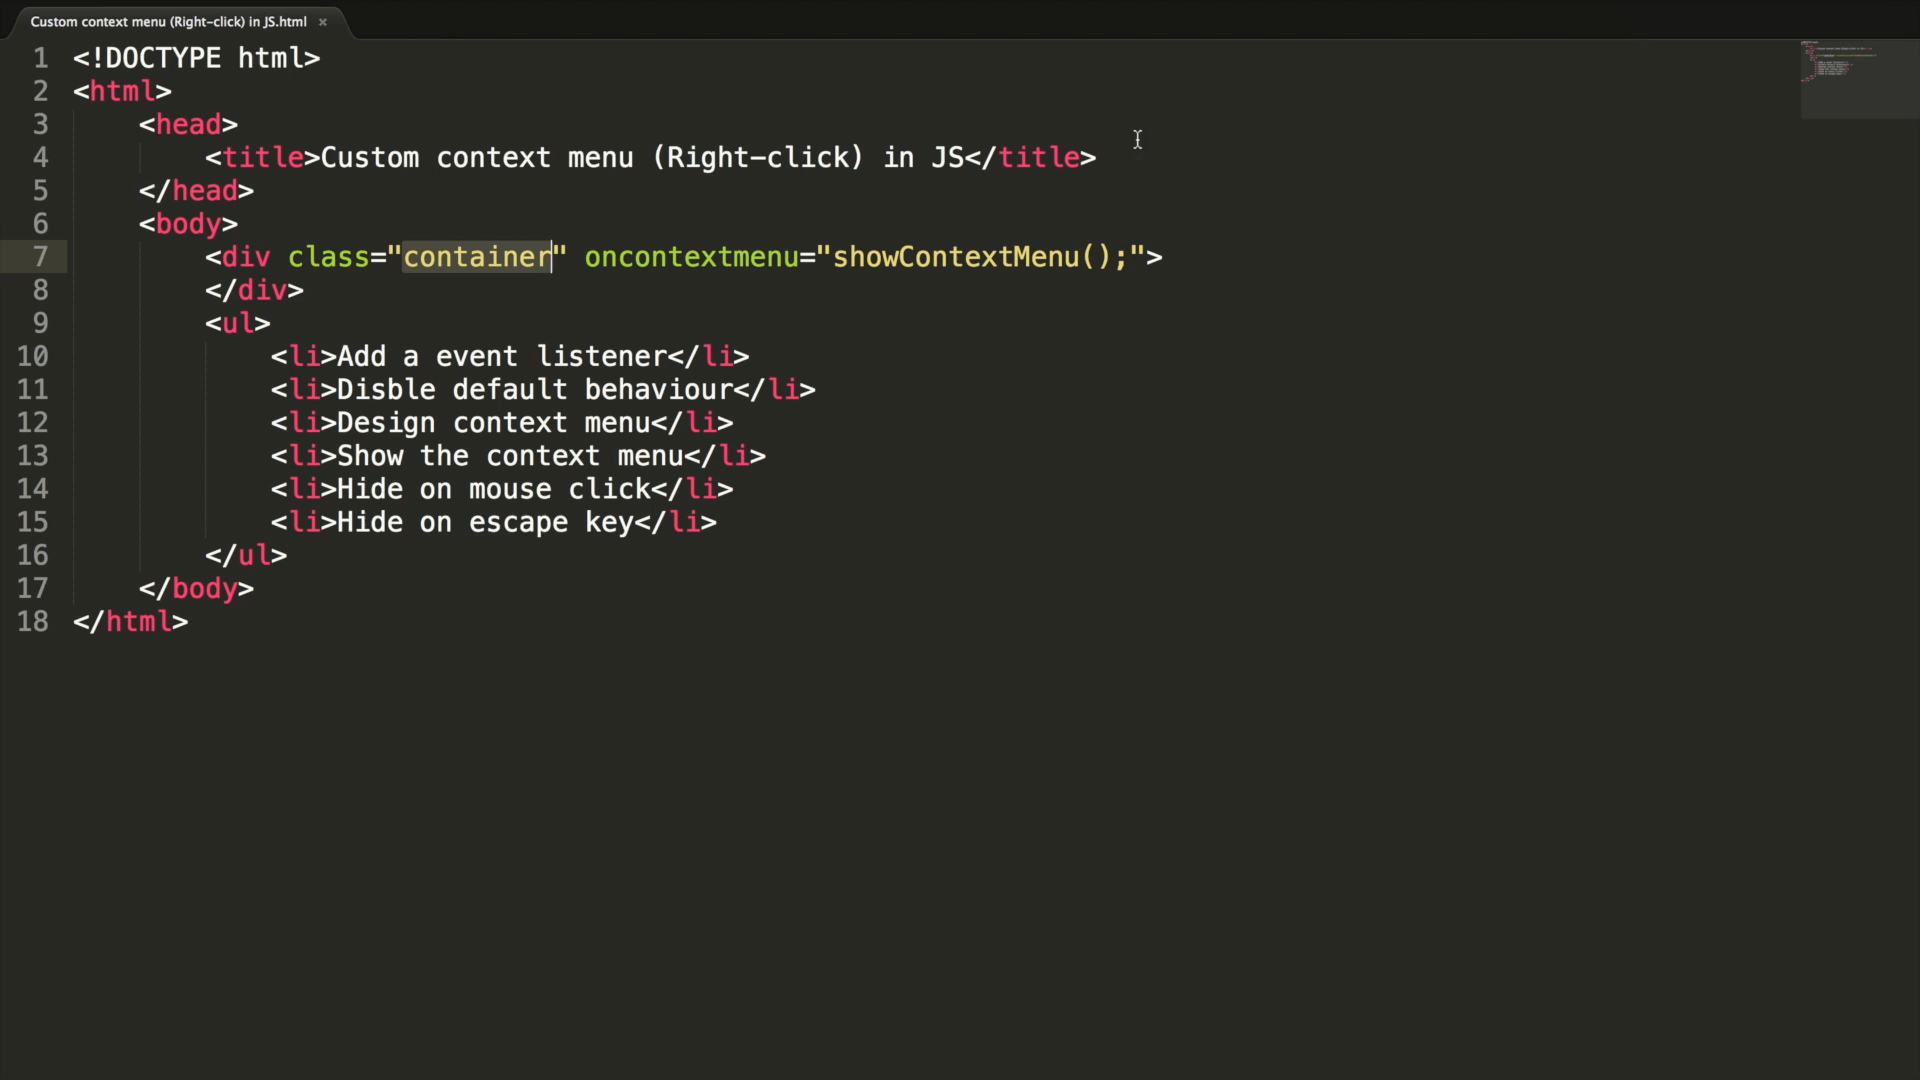 Custom context menu (Right-click) in JS.html ×
1 <!DOCTYPE html>
2 <html>
3 <head>
4 <title>Custom context menu (Right-click) in JS</title>
5 </head>
6 <body>
7 <div class="container" oncontextmenu="showContextMenu();">
8 </div>
9 <ul>
10 <li>Add a event listener</li>
11 <li>Disble default behaviour</li>
12 <li>Design context menu</li>
13 <li>Show the context menu</li>
14 <li>Hide on mouse click</li>
15 <li>Hide on escape key</li>
16 </ul>
17 </body>
18 </html>